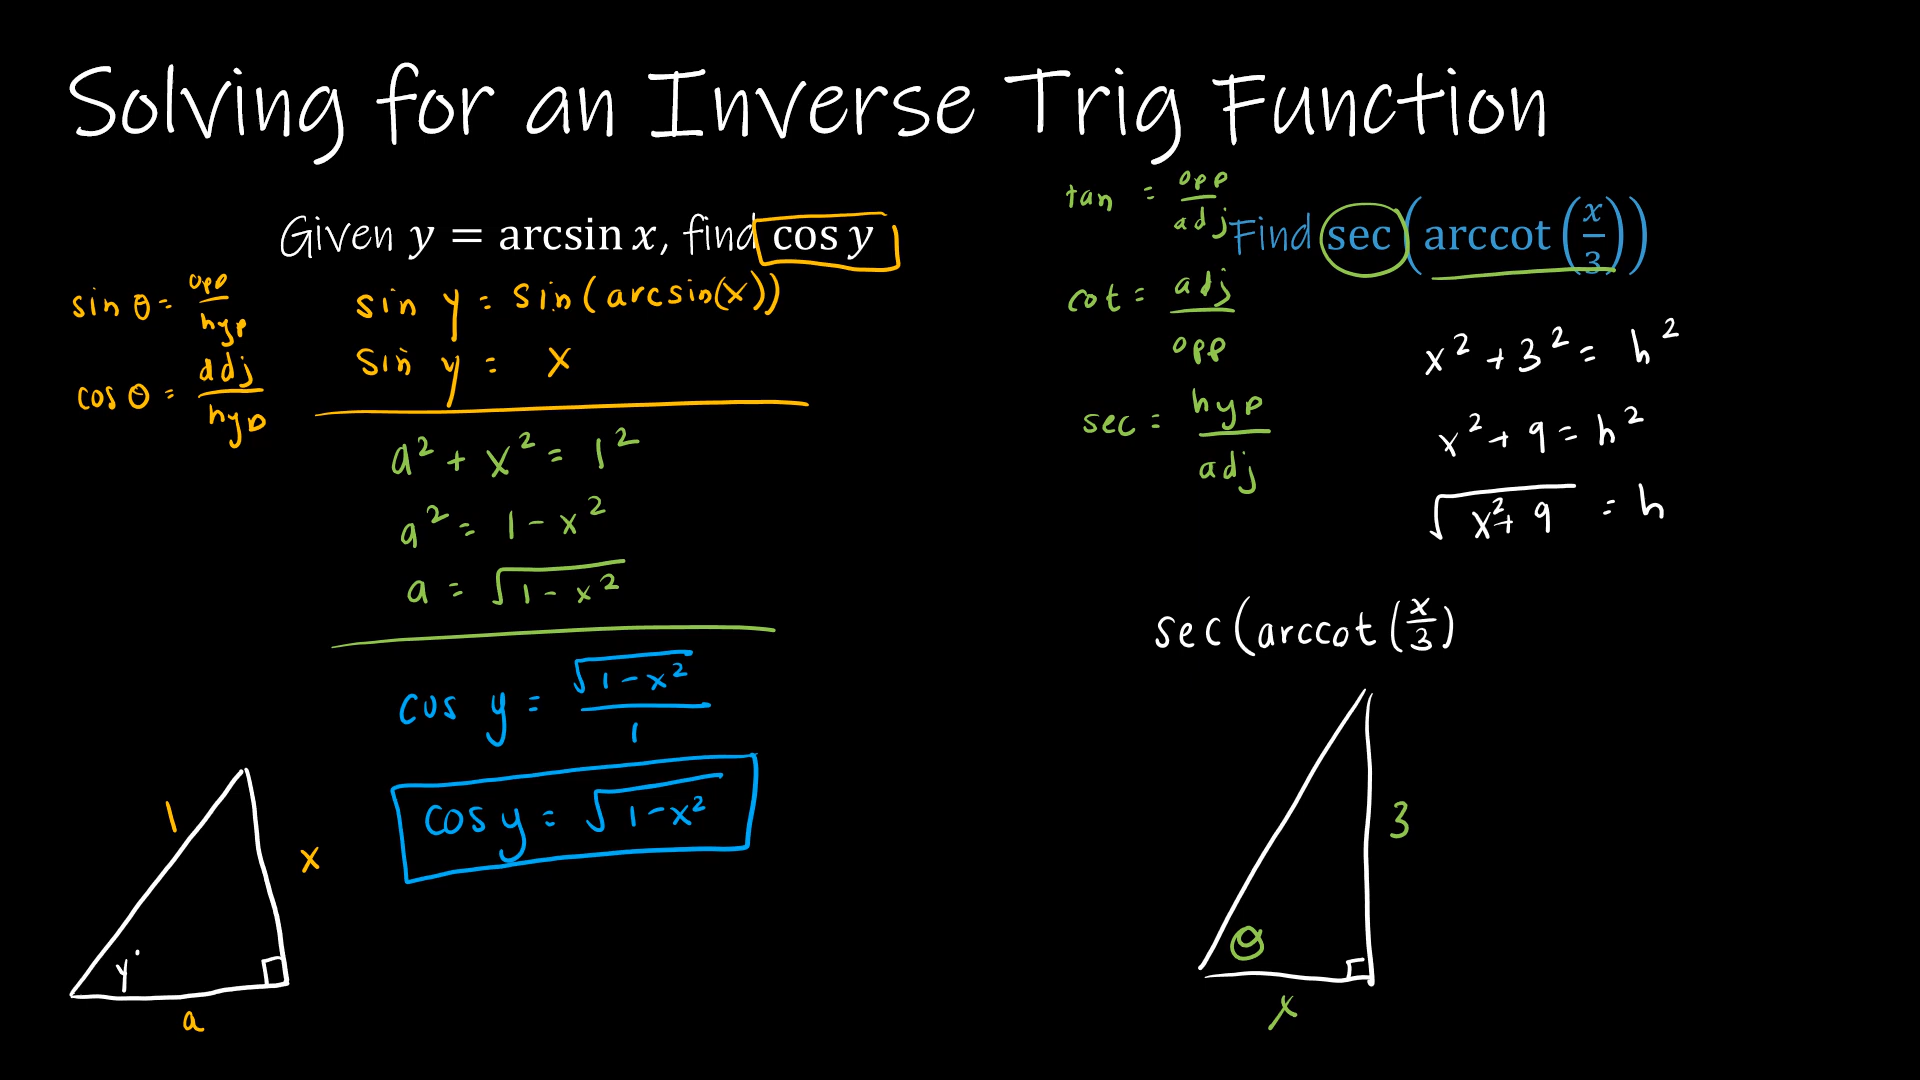 Solving for an Inverse Trig Function
Given y = arcsin x, find cos y
sin θ = opp/hyp
cos θ = adj/hyp
sin y = sin(arcsin(x))
sin y = x
a² + x² = 1²
a² = 1 - x²
a = √(1 - x²)
cos y = √(1 - x²)/1
cos y = √(1 - x²)
1
x
y
a
tan = opp/adj
Find sec(arccot(x/3))
cot = adj/opp
sec = hyp/adj
x² + 3² = h²
x² + 9 = h²
√(x² + 9) = h
sec(arccot(x/3)
3
θ
x